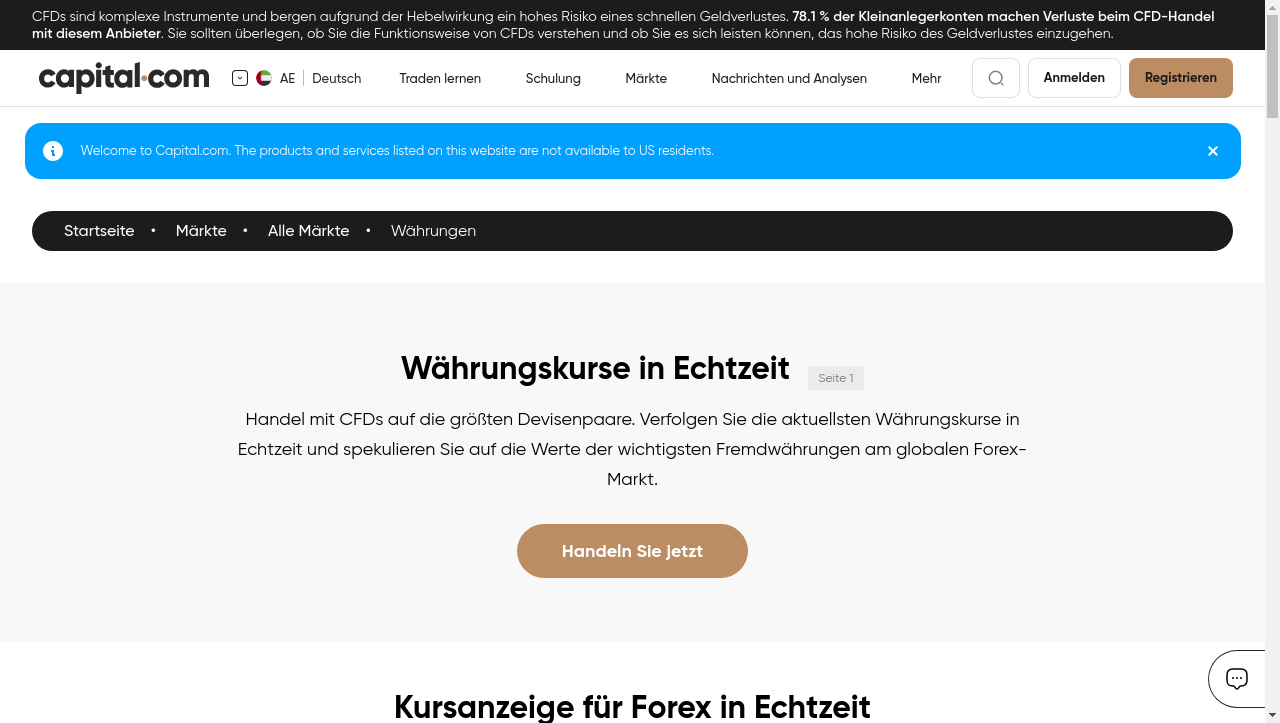 CFDs sind komplexe Instrumente und bergen aufgrund der Hebelwirkung ein hohes Risiko eines schnellen Geldverlustes. 78.1 % der Kleinanlegerkonten machen Verluste beim CFD-Handel
mit diesem Anbieter. Sie sollten überlegen, ob Sie die Funktionsweise von CFDs verstehen und ob Sie es sich leisten können, das hohe Risiko des Geldverlustes einzugehen.
capital.com AE Deutsch Traden lernen Schulung Märkte Nachrichten und Analysen Mehr Anmelden Registrieren
Welcome to Capital.com. The products and services listed on this website are not available to US residents.
Startseite • Märkte • Alle Märkte • Währungen
Währungskurse in Echtzeit Seite 1
Handel mit CFDs auf die größten Devisenpaare. Verfolgen Sie die aktuellsten Währungskurse in
Echtzeit und spekulieren Sie auf die Werte der wichtigsten Fremdwährungen am globalen Forex-
Markt.
Handeln Sie jetzt
Kursanzeige für Forex in Echtzeit